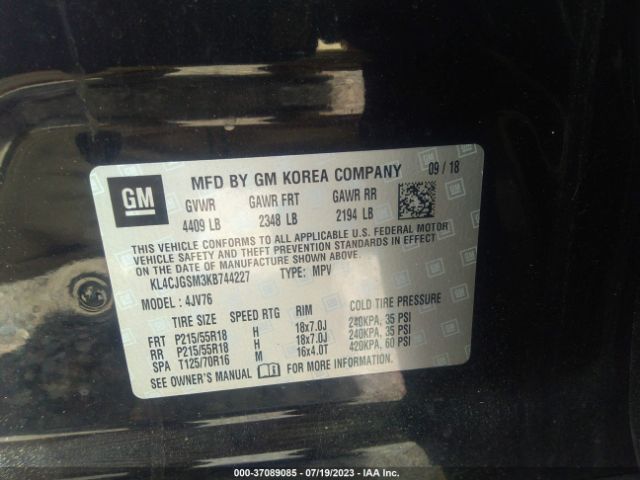 GM
MFD BY GM KOREA COMPANY 09 / 18
GVWR GAWR FRT GAWR RR
4409 LB 2348 LB 2194 LB
THIS VEHICLE CONFORMS TO ALL APPLICABLE U.S. FEDERAL MOTOR
VEHICLE SAFETY AND THEFT PREVENTION STANDARDS IN EFFECT
ON THE DATE OF MANUFACTURE SHOWN ABOVE.
KL4CJGSM3KB744227 TYPE: MPV
MODEL : 4JV76
TIRE SIZE SPEED RTG RIM COLD TIRE PRESSURE
FRT P215/55R18 H 18x7.0J 240KPA, 35 PSI
RR P215/55R18 H 18x7.0J 240KPA, 35 PSI
SPA T125/70R16 M 16x4.0T 420KPA, 60 PSI
SEE OWNER'S MANUAL FOR MORE INFORMATION.
000-37089085 - 07/19/2023 - IAA Inc.